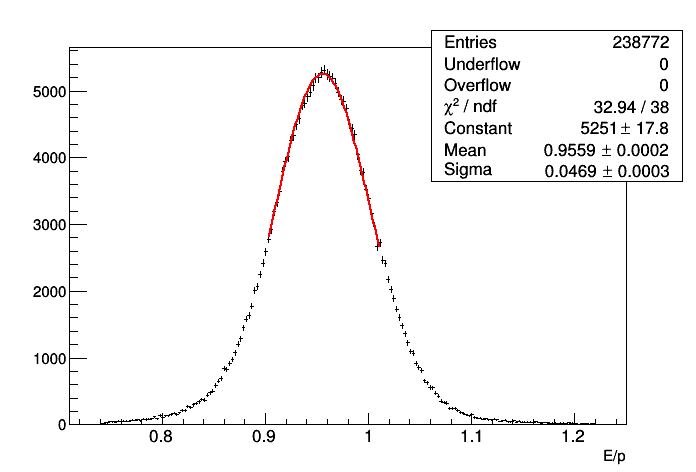 Entries 238772
Underflow 0
Overflow 0
χ² / ndf 32.94 / 38
Constant 5251 ± 17.8
Mean 0.9559 ± 0.0002
Sigma 0.0469 ± 0.0003
5000
4000
3000
2000
1000
0
0.8 0.9 1 1.1 1.2
E/p